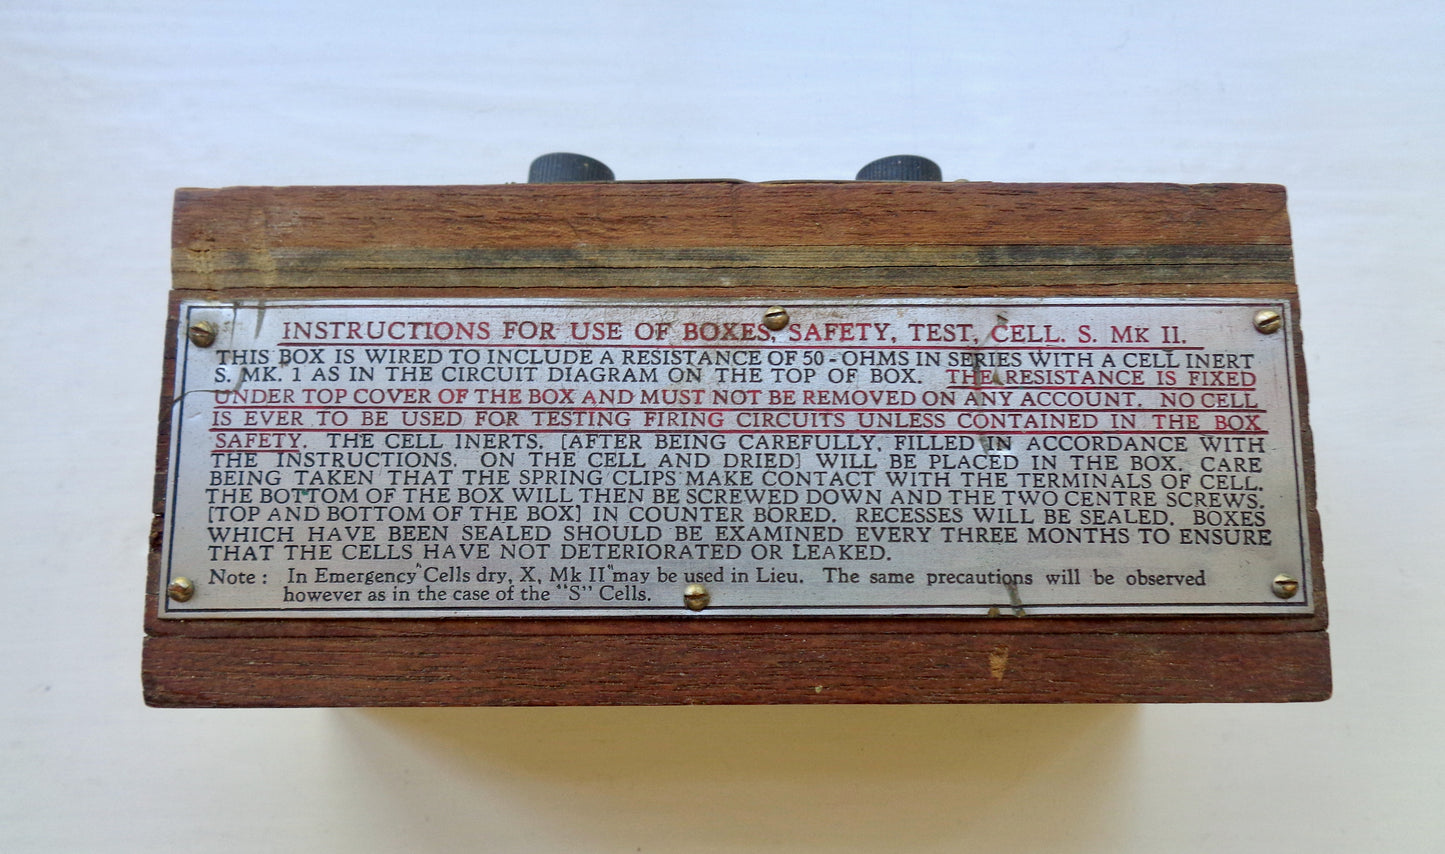 INSTRUCTIONS FOR USE OF BOXES, SAFETY, TEST, CELL. S. MK II.
THIS BOX IS WIRED TO INCLUDE A RESISTANCE OF 50-OHMS IN SERIES WITH A CELL INERT
S. MK. 1 AS IN THE CIRCUIT DIAGRAM ON THE TOP OF BOX. THE RESISTANCE IS FIXED
UNDER TOP COVER OF THE BOX AND MUST NOT BE REMOVED ON ANY ACCOUNT. NO CELL
IS EVER TO BE USED FOR TESTING FIRING CIRCUITS UNLESS CONTAINED IN THE BOX
SAFETY. THE CELL INERTS. [AFTER BEING CAREFULLY, FILLED IN ACCORDANCE WITH
THE INSTRUCTIONS. ON THE CELL AND DRIED] WILL BE PLACED IN THE BOX. CARE
BEING TAKEN THAT THE SPRING CLIPS MAKE CONTACT WITH THE TERMINALS OF CELL.
THE BOTTOM OF THE BOX WILL THEN BE SCREWED DOWN AND THE TWO CENTRE SCREWS.
[TOP AND BOTTOM OF THE BOX] IN COUNTER BORED. RECESSES WILL BE SEALED. BOXES
WHICH HAVE BEEN SEALED SHOULD BE EXAMINED EVERY THREE MONTHS TO ENSURE
THAT THE CELLS HAVE NOT DETERIORATED OR LEAKED.
Note : In Emergency "Cells dry, X, Mk II" may be used in Lieu. The same precautions will be observed
however as in the case of the "S" Cells.